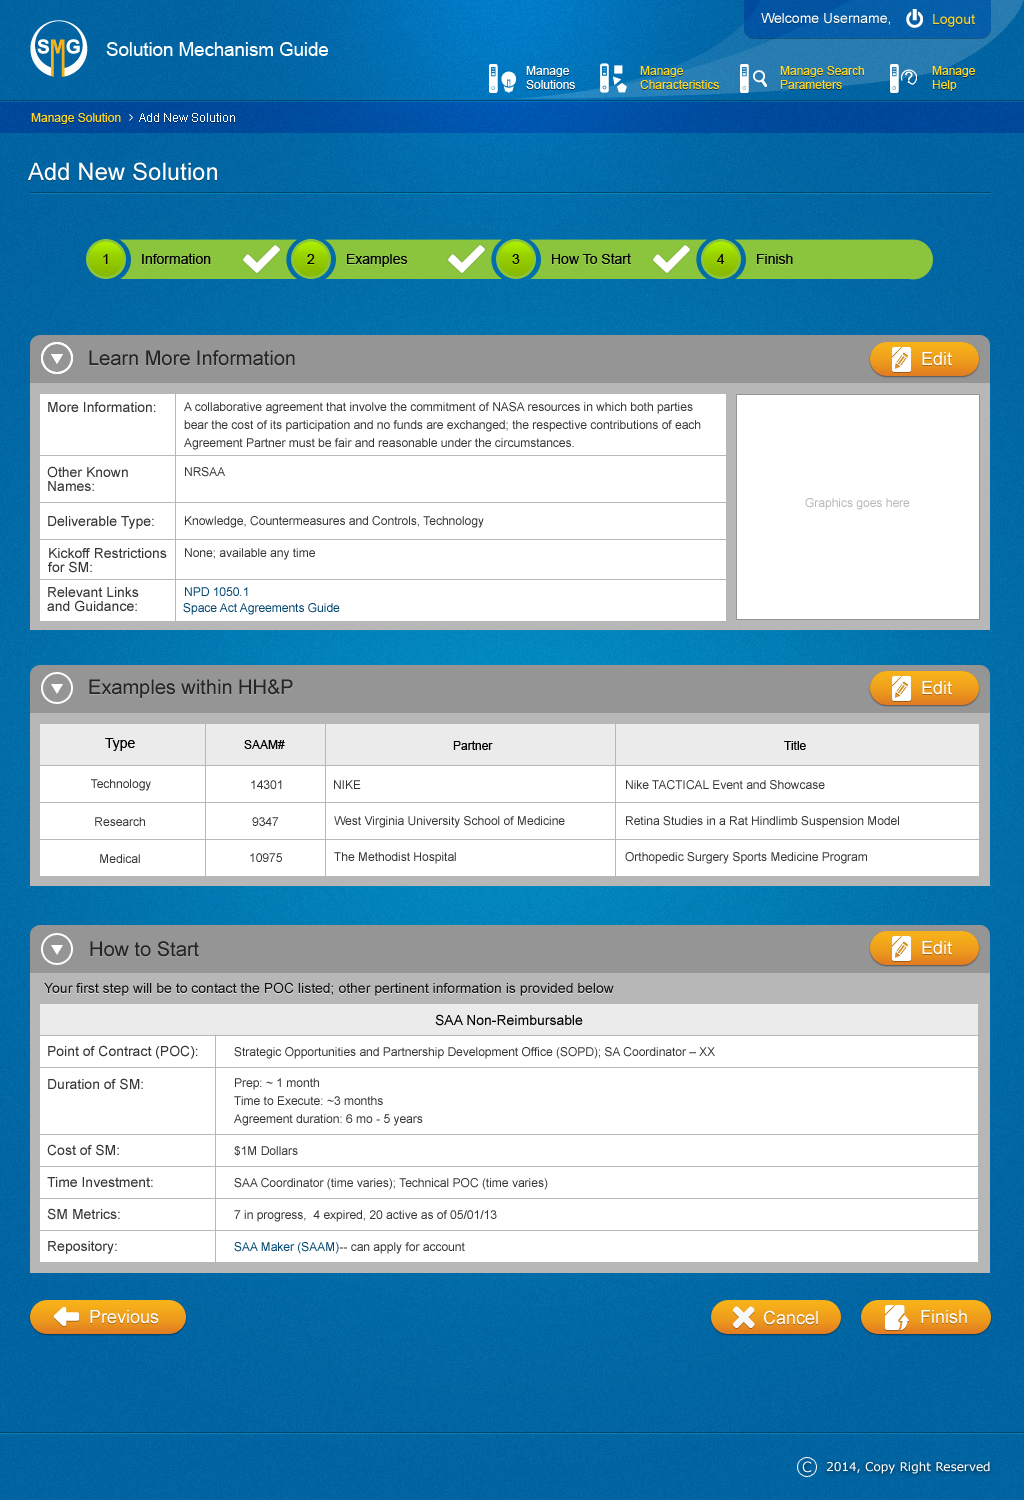 Welcome Username, Logout
SMG Solution Mechanism Guide
Manage Solutions
Manage Characteristics
Manage Search Parameters
Manage Help
Manage Solution > Add New Solution
Add New Solution
1 Information 2 Examples 3 How To Start 4 Finish
Learn More Information Edit
More Information: A collaborative agreement that involve the commitment of NASA resources in which both parties
bear the cost of its participation and no funds are exchanged; the respective contributions of each
Agreement Partner must be fair and reasonable under the circumstances.
Other Known
Names: NRSAA
Deliverable Type: Knowledge, Countermeasures and Controls, Technology
Kickoff Restrictions
for SM: None; available any time
Relevant Links
and Guidance: NPD 1050.1
Space Act Agreements Guide
Graphics goes here
Examples within HH&P Edit
Type SAAM# Partner Title
Technology 14301 NIKE Nike TACTICAL Event and Showcase
Research 9347 West Virginia University School of Medicine Retina Studies in a Rat Hindlimb Suspension Model
Medical 10975 The Methodist Hospital Orthopedic Surgery Sports Medicine Program
How to Start Edit
Your first step will be to contact the POC listed; other pertinent information is provided below
SAA Non-Reimbursable
Point of Contract (POC): Strategic Opportunities and Partnership Development Office (SOPD); SA Coordinator – XX
Duration of SM: Prep: ~ 1 month
Time to Execute: ~3 months
Agreement duration: 6 mo - 5 years
Cost of SM: $1M Dollars
Time Investment: SAA Coordinator (time varies); Technical POC (time varies)
SM Metrics: 7 in progress, 4 expired, 20 active as of 05/01/13
Repository: SAA Maker (SAAM)-- can apply for account
Previous Cancel Finish
© 2014, Copy Right Reserved